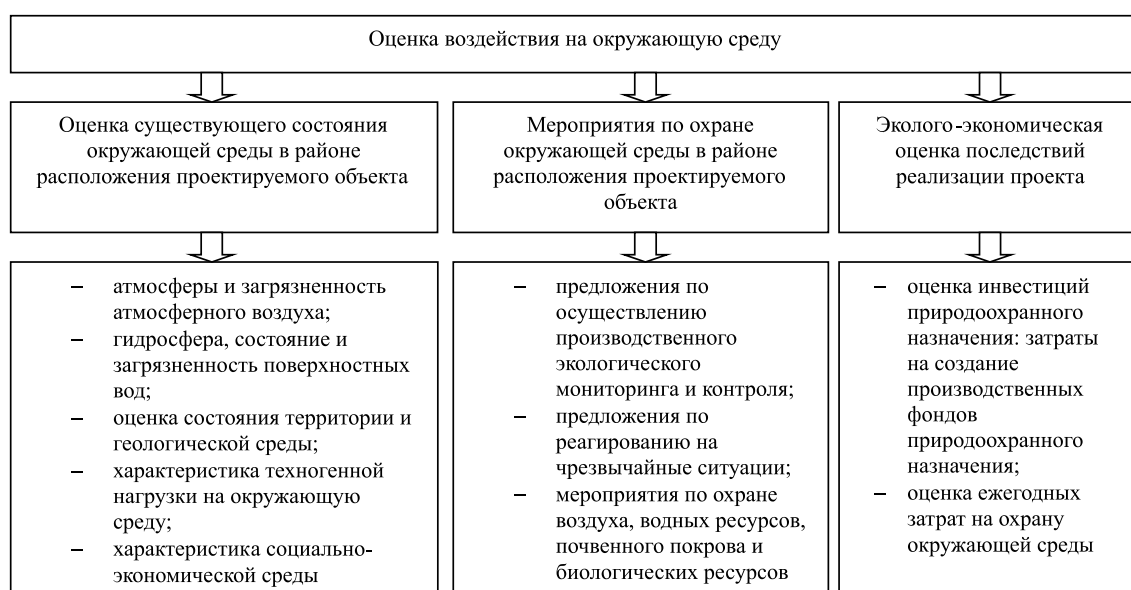 Оценка воздействия на окружающую среду
Оценка существующего состояния
окружающей среды в районе
расположения проектируемого объекта
Мероприятия по охране
окружающей среды в районе
расположения проектируемого
объекта
Эколого-экономическая
оценка последствий
реализации проекта
– атмосферы и загрязненность
атмосферного воздуха;
– гидросфера, состояние и
загрязненность поверхностных
вод;
– оценка состояния территории и
геологической среды;
– характеристика техногенной
нагрузки на окружающую
среду;
– характеристика социально-
экономической среды
– предложения по
осуществлению
производственного
экологического
мониторинга и контроля;
– предложения по
реагированию на
чрезвычайные ситуации;
– мероприятия по охране
воздуха, водных ресурсов,
почвенного покрова и
биологических ресурсов
– оценка инвестиций
природоохранного
назначения: затраты
на создание
производственных
фондов
природоохранного
назначения;
– оценка ежегодных
затрат на охрану
окружающей среды